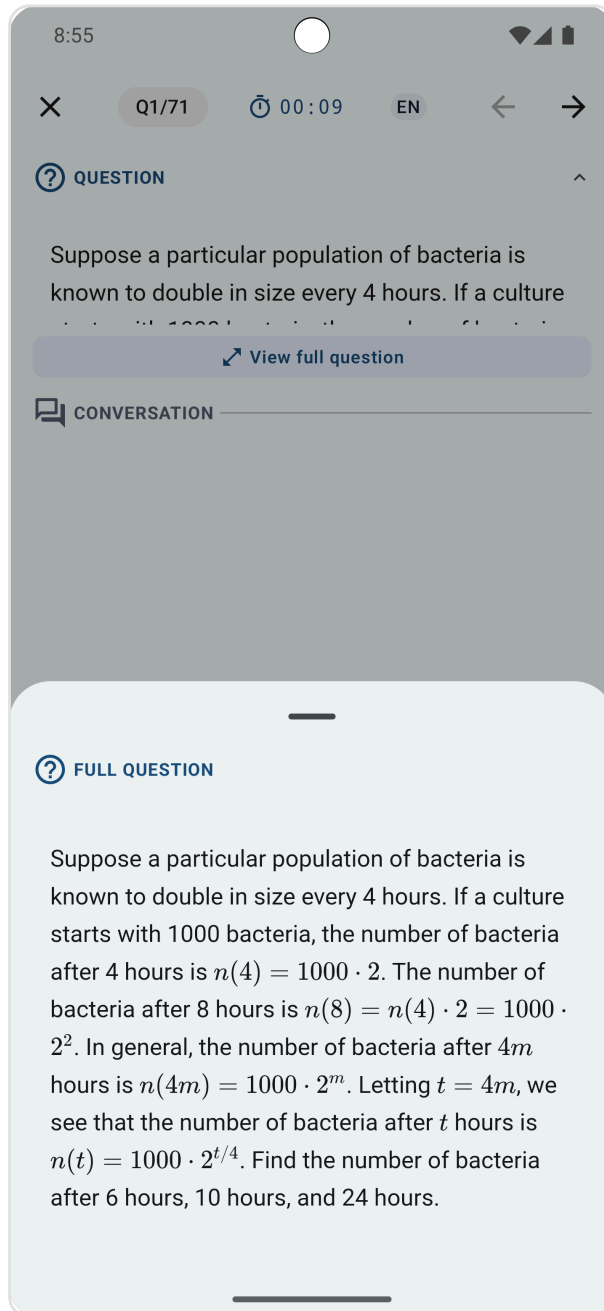 8:55
Q1/71 00:09 EN
QUESTION
Suppose a particular population of bacteria is
known to double in size every 4 hours. If a culture
View full question
CONVERSATION
FULL QUESTION
Suppose a particular population of bacteria is
known to double in size every 4 hours. If a culture
starts with 1000 bacteria, the number of bacteria
after 4 hours is n(4) = 1000 · 2. The number of
bacteria after 8 hours is n(8) = n(4) · 2 = 1000 ·
2². In general, the number of bacteria after 4m
hours is n(4m) = 1000 · 2^m. Letting t = 4m, we
see that the number of bacteria after t hours is
n(t) = 1000 · 2^{t/4}. Find the number of bacteria
after 6 hours, 10 hours, and 24 hours.